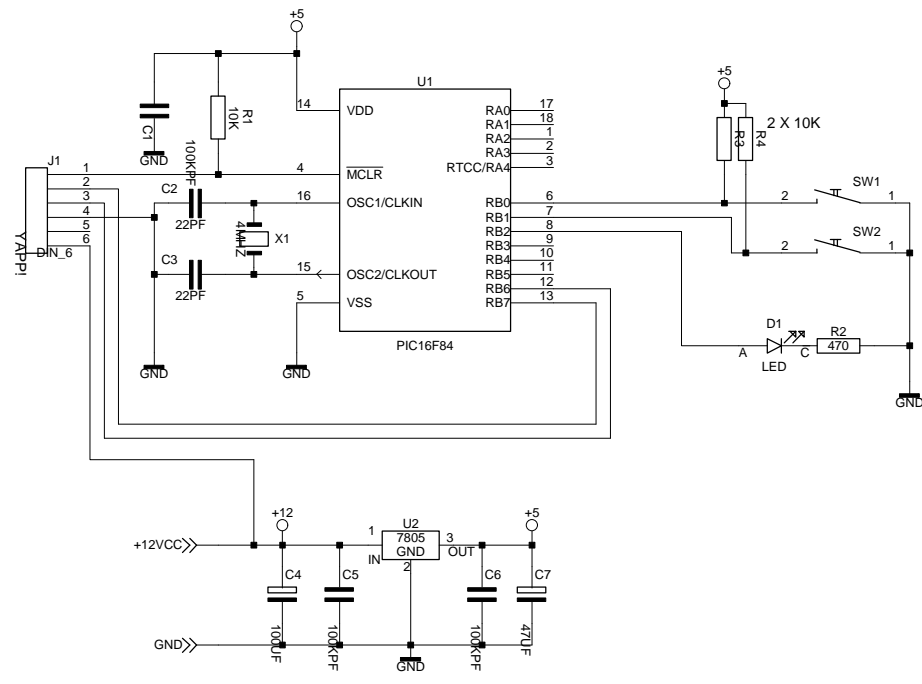 +5
U1
14
VDD
RA0
17
RA1
18
RA2
1
RA3
2
RTCC/RA4
3
C1
GND
R1
10K
100KPF
4
MCLR
J1
1
2
3
4
5
6
DIN_6
YAPP!
C2
22PF
16
OSC1/CLKIN
4MHZ
X1
C3
22PF
15
OSC2/CLKOUT
5
VSS
RB0
6
RB1
7
RB2
8
RB3
9
RB4
10
RB5
11
RB6
12
RB7
13
PIC16F84
GND
GND
+5
R3
R4
2 X 10K
2
SW1
1
2
SW2
1
D1
A
C
LED
R2
470
GND
+12
+12VCC
1
IN
U2
7805
GND
2
3
OUT
+5
C4
100UF
C5
100KPF
C6
100KPF
C7
47UF
GND
GND